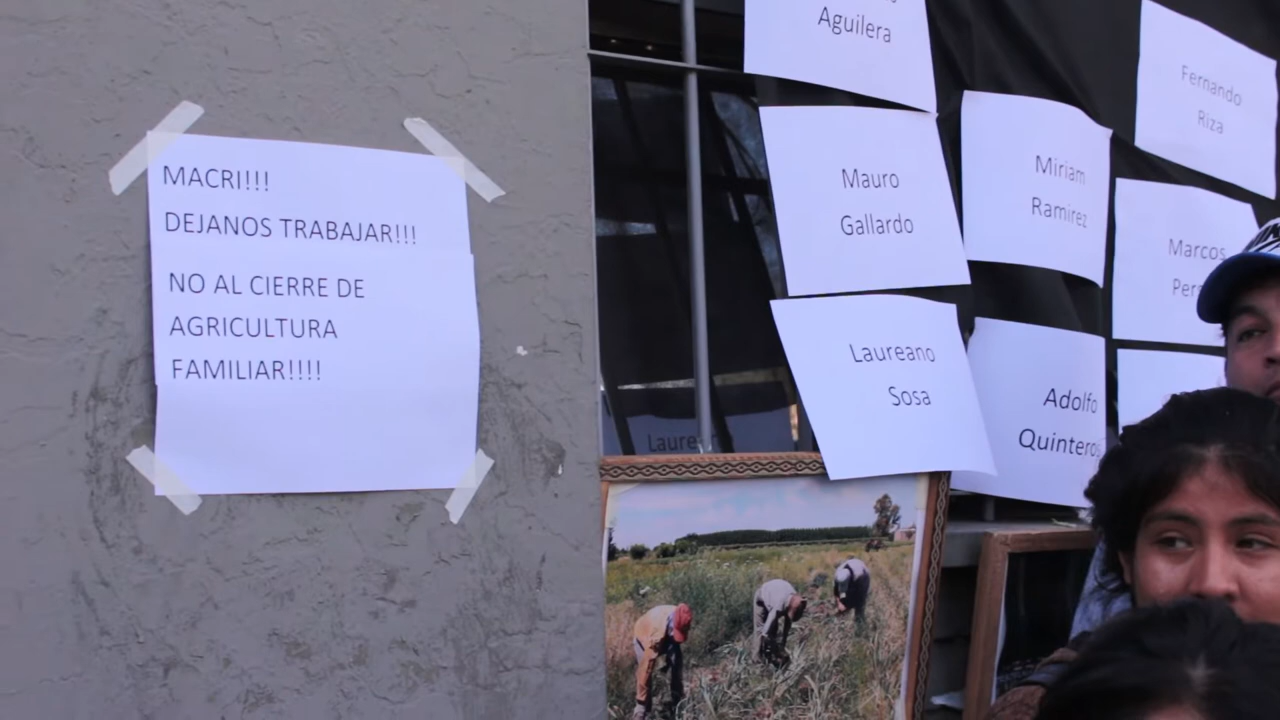 MACRI!!!
DEJANOS TRABAJAR!!!
NO AL CIERRE DE
AGRICULTURA
FAMILIAR!!!!
Aguilera
Mauro
Gallardo
Laureano
Sosa
Miriam
Ramirez
Adolfo
Quinteros
Fernando
Riza
Marcos